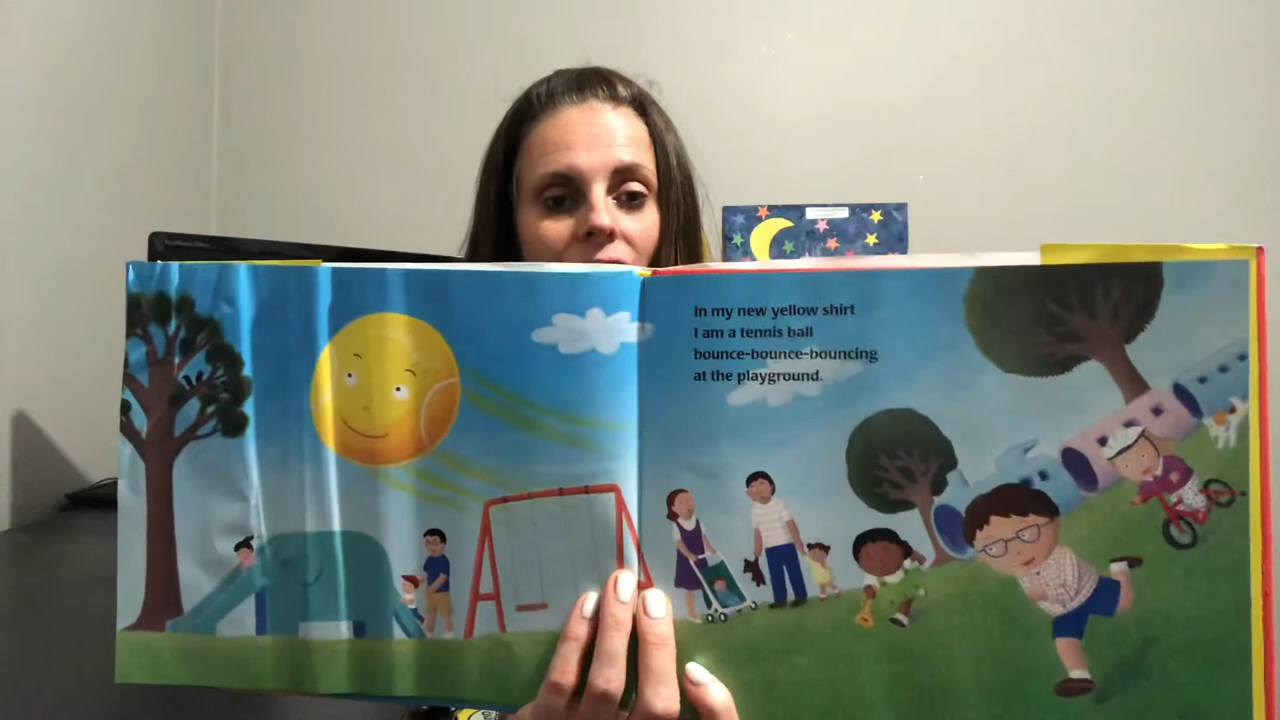 In my new yellow shirt
I am a tennis ball
bounce-bounce-bouncing
at the playground.